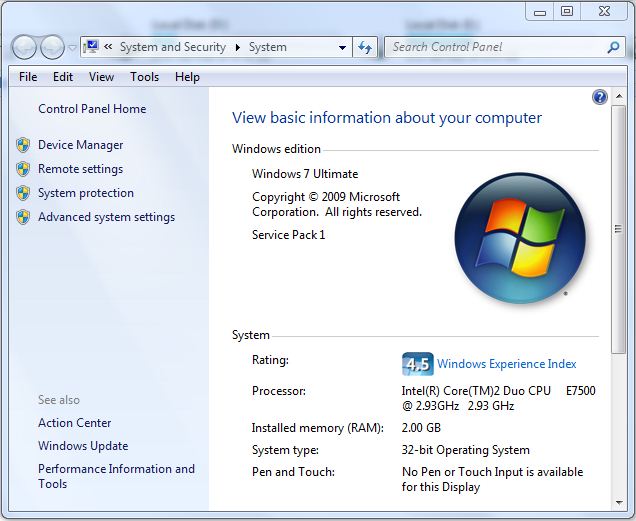 Local Disk
« System and Security ▸ System
Search Control Panel
File Edit View Tools Help
Control Panel Home
Device Manager
Remote settings
System protection
Advanced system settings
See also
Action Center
Windows Update
Performance Information and
Tools
View basic information about your computer
Windows edition
Windows 7 Ultimate
Copyright © 2009 Microsoft
Corporation. All rights reserved.
Service Pack 1
System
Rating:
4,5 Windows Experience Index
Processor:
Intel(R) Core(TM)2 Duo CPU E7500
@ 2.93GHz 2.93 GHz
Installed memory (RAM):
2.00 GB
System type:
32-bit Operating System
Pen and Touch:
No Pen or Touch Input is available
for this Display